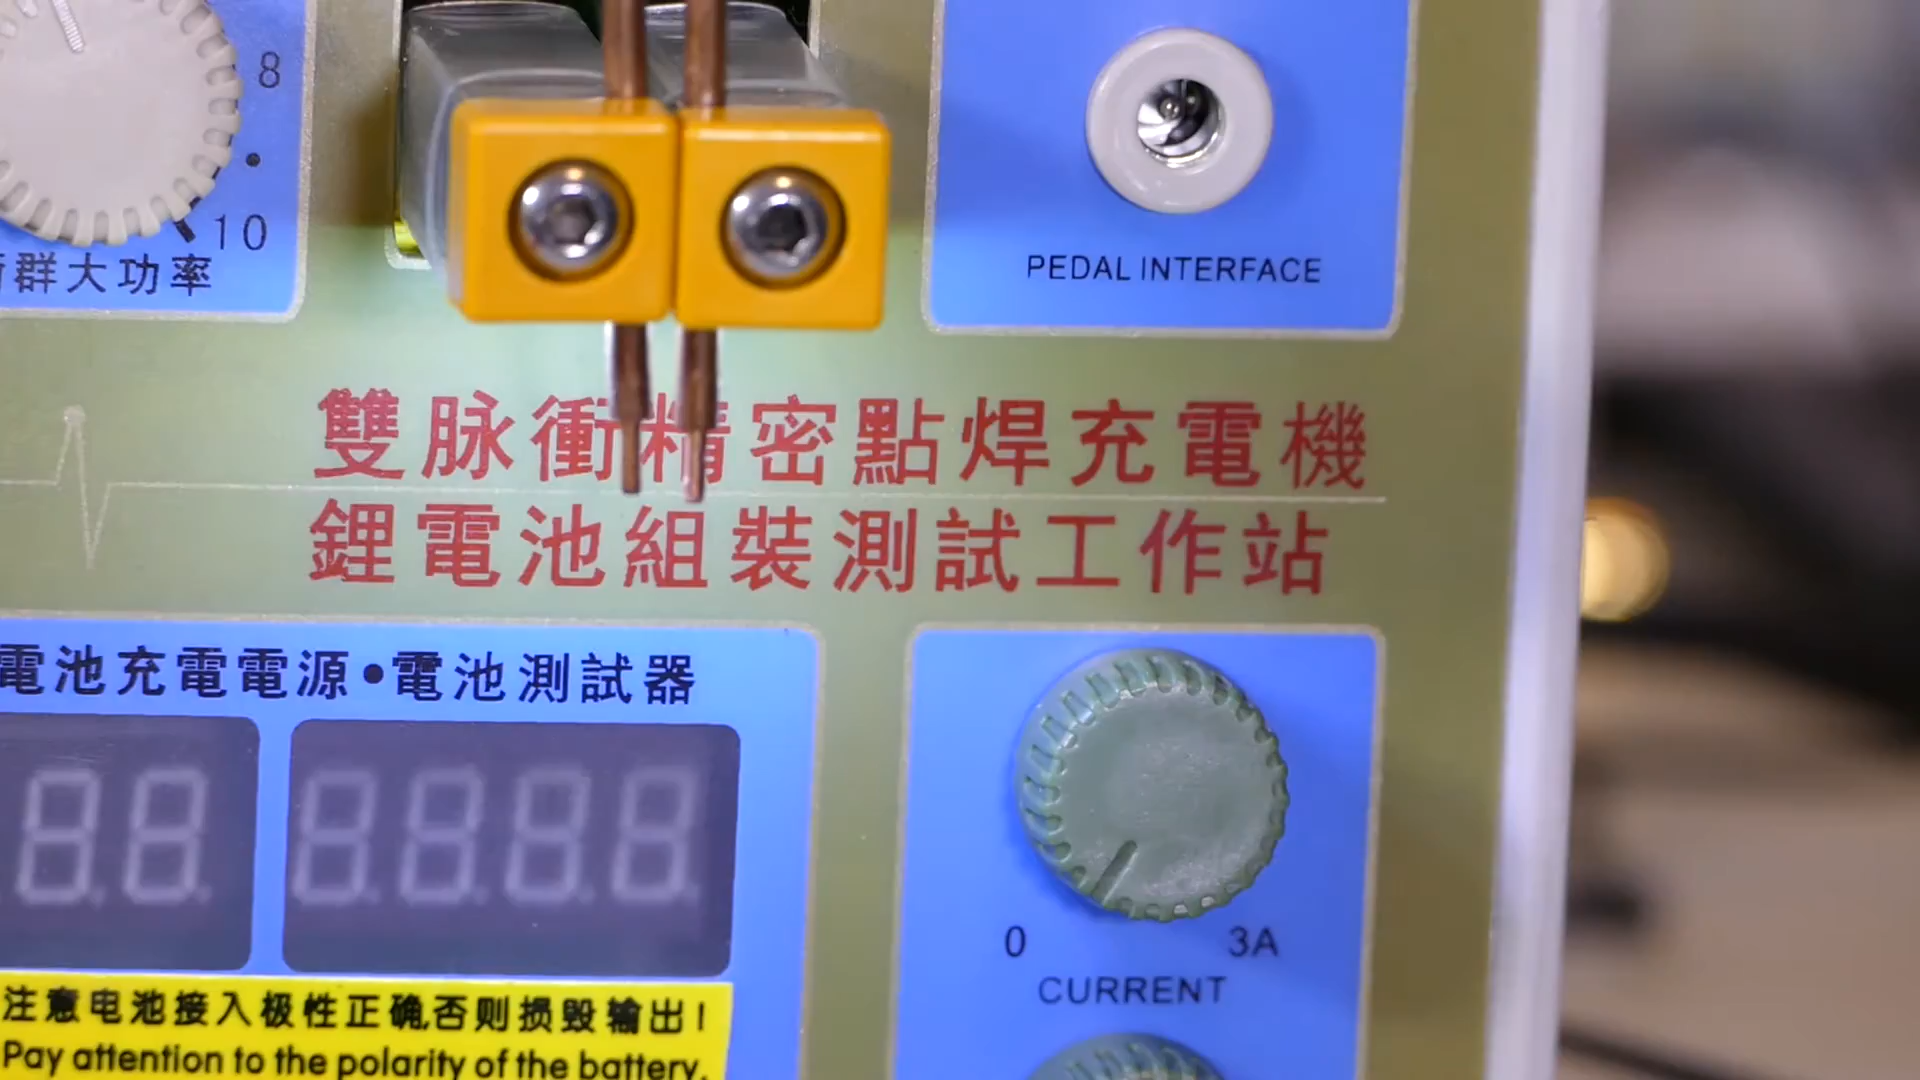 8
10
群大功率
PEDAL INTERFACE
雙脉衝精密點焊充電機
鋰電池組裝測試工作站
電池充電電源•電池測試器
0
3A
CURRENT
注意电池接入极性正确,否则损毁输出!
Pay attention to the polarity of the battery.